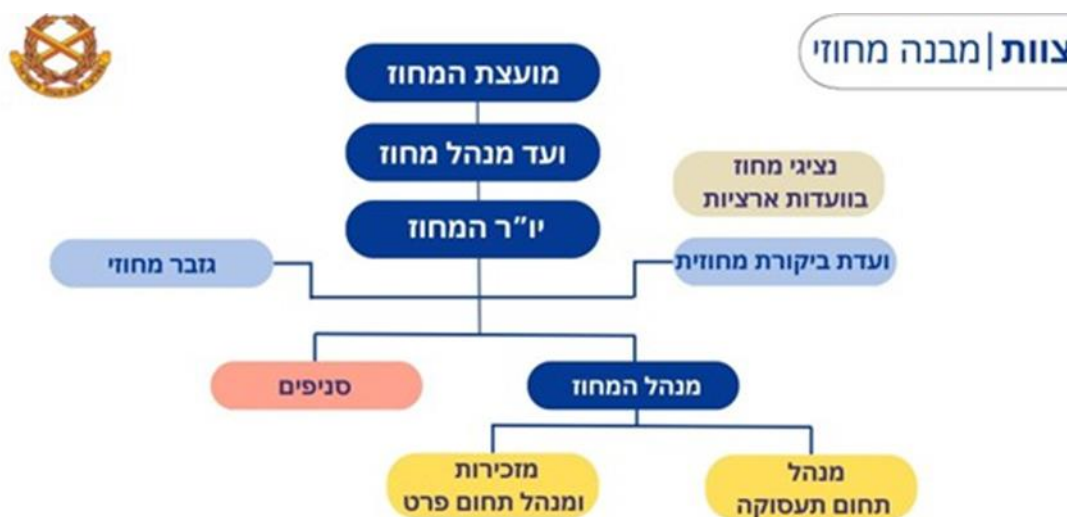 צוות | מבנה מחוזי
מועצת המחוז
ועד מנהל מחוז
נציגי מחוז
בוועדות ארציות
יו"ר המחוז
ועדת ביקורת מחוזית
גזבר מחוזי
מנהל המחוז
סניפים
מנהל
תחום תעסוקה
מזכירות
ומנהל תחום פרט